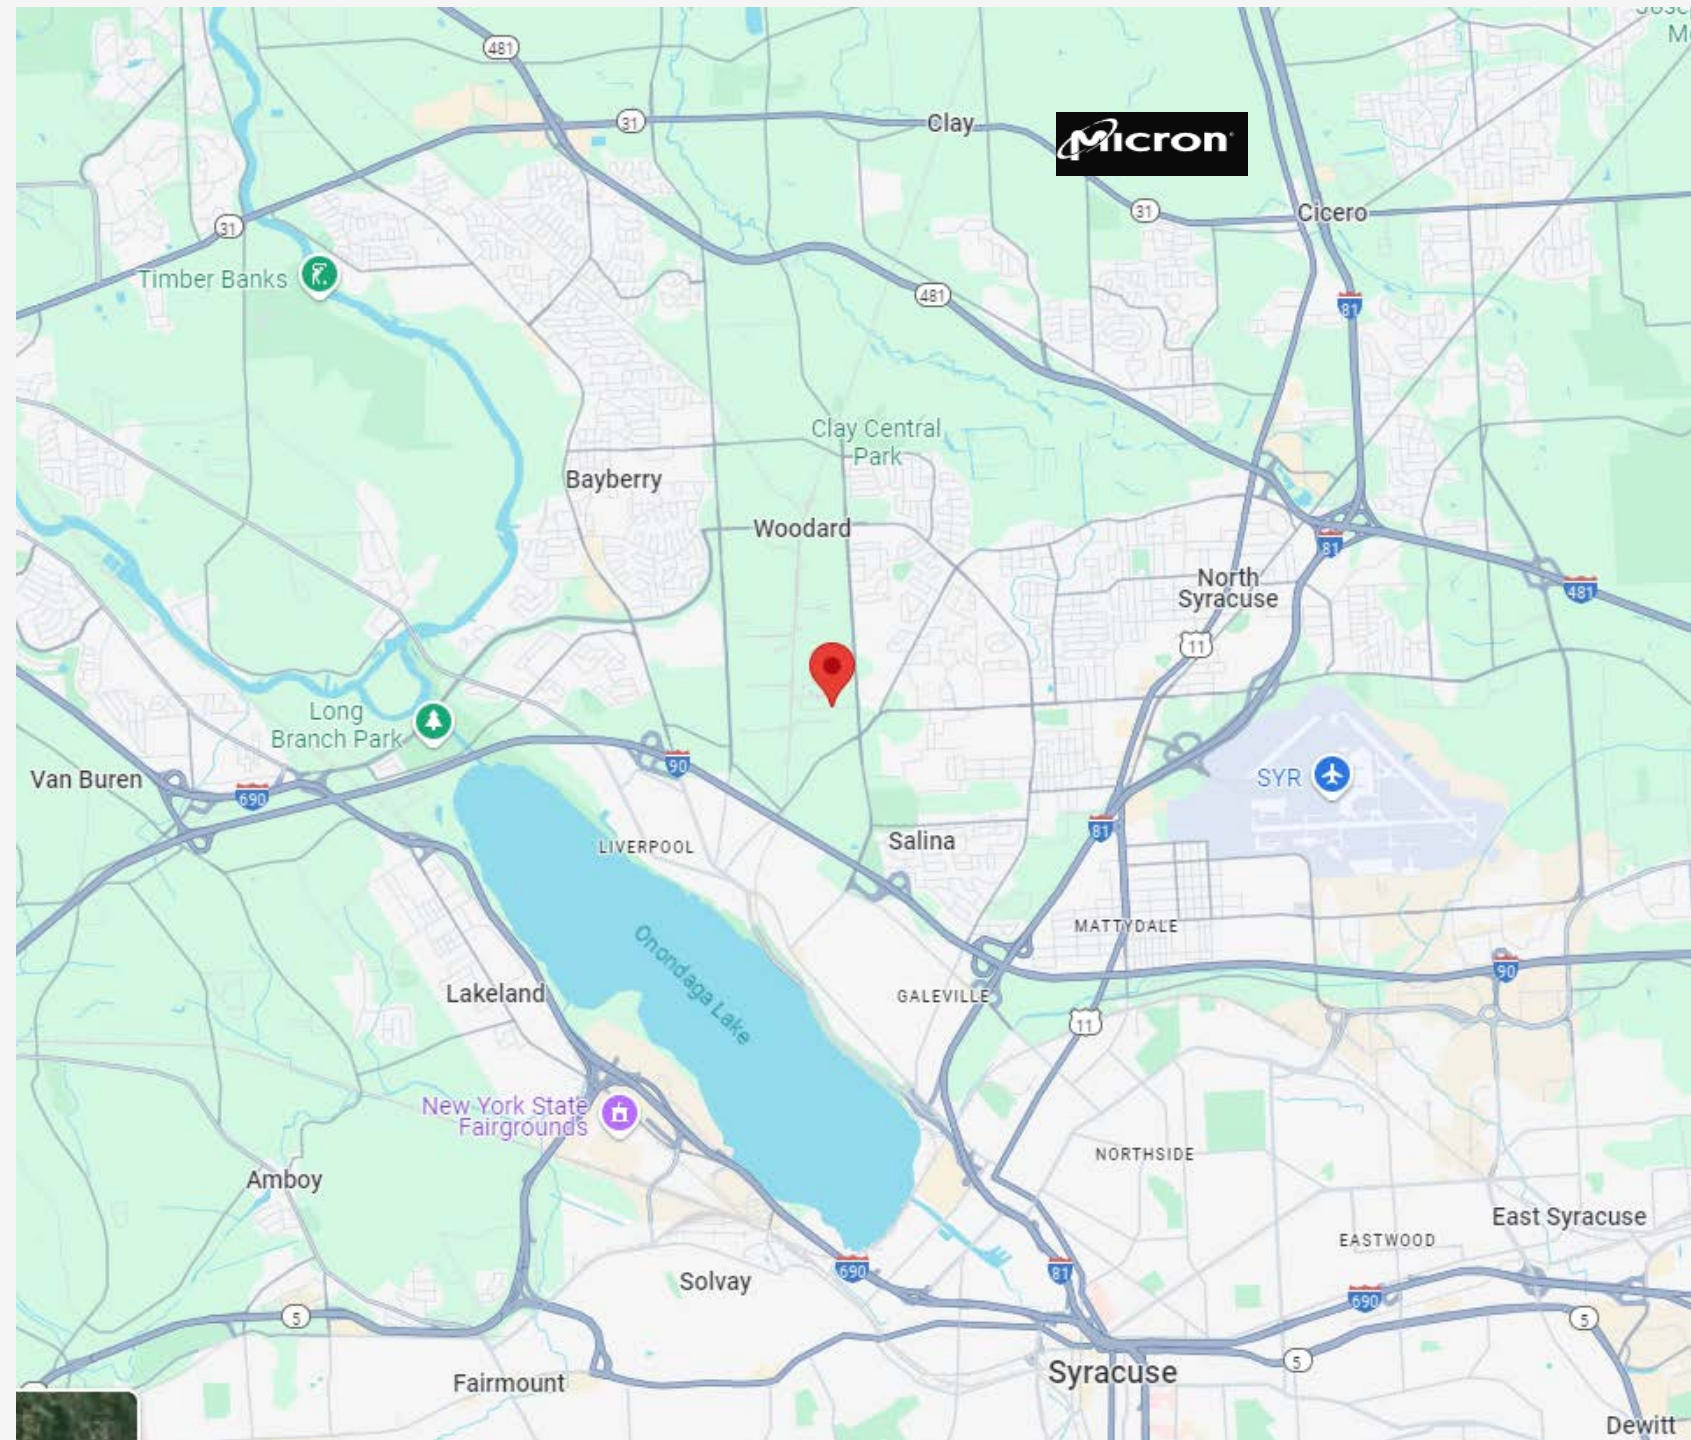 481
31
Clay
Micron
31
Cicero
31
Timber Banks
481
81
Clay Central
Park
Bayberry
Woodard
81
North
Syracuse
481
11
Long
Branch Park
90
Van Buren
690
SYR
81
LIVERPOOL
Salina
MATTYDALE
Onondaga Lake
90
Lakeland
GALEVILLE
11
New York State
Fairgrounds
NORTHSIDE
Amboy
East Syracuse
EASTWOOD
690
Solvay
81
690
5
5
5
Syracuse
Fairmount
Dewitt